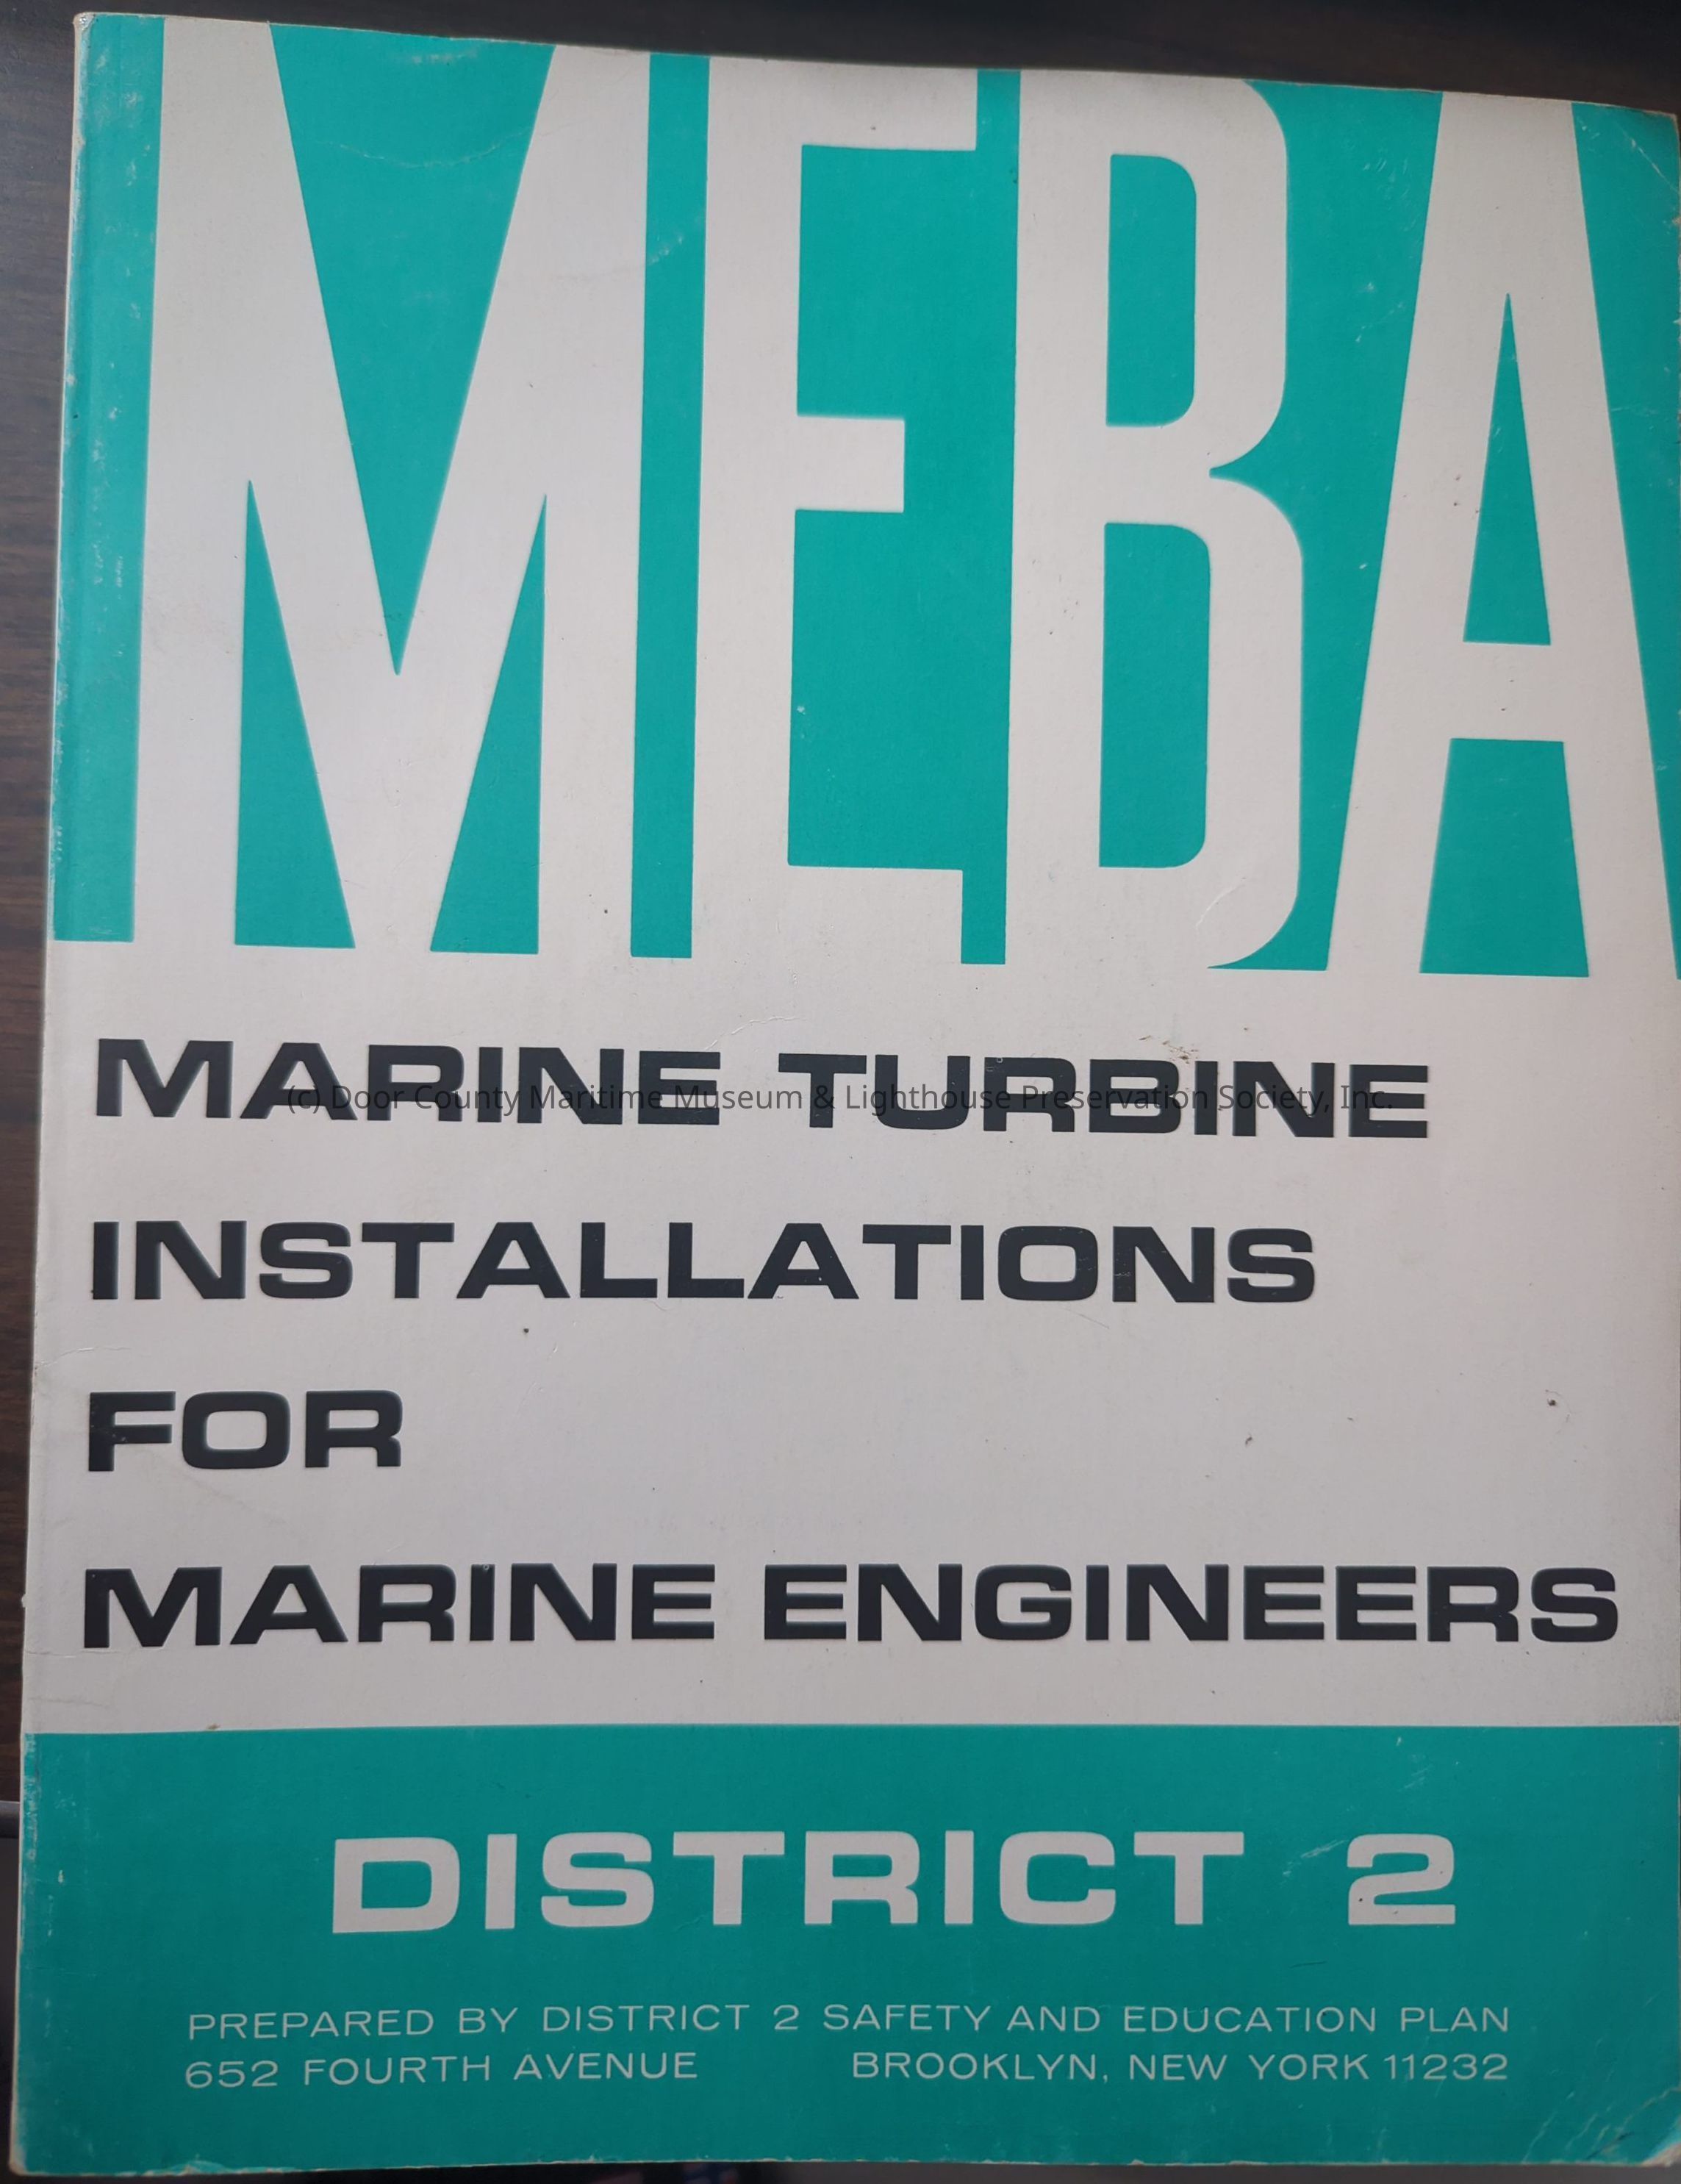 MEBA
MARINE TURBINE
(c) Door County Maritime Museum & Lighthouse Preservation Society, Inc.
INSTALLATIONS
FOR
MARINE ENGINEERS
DISTRICT 2
PREPARED BY DISTRICT 2 SAFETY AND EDUCATION PLAN
652 FOURTH AVENUE BROOKLYN, NEW YORK 11232